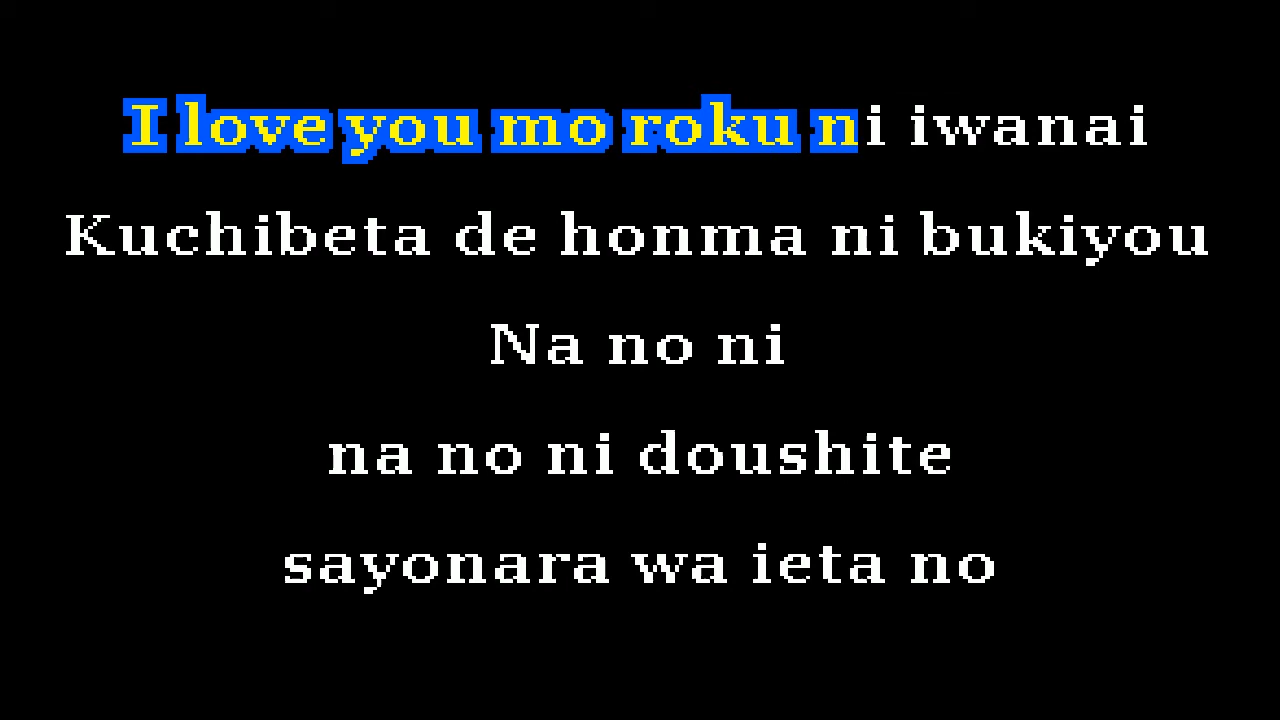 I love you mo roku ni iwanai
Kuchibeta de honma ni bukiyou
Na no ni
na no ni doushite
sayonara wa ieta no